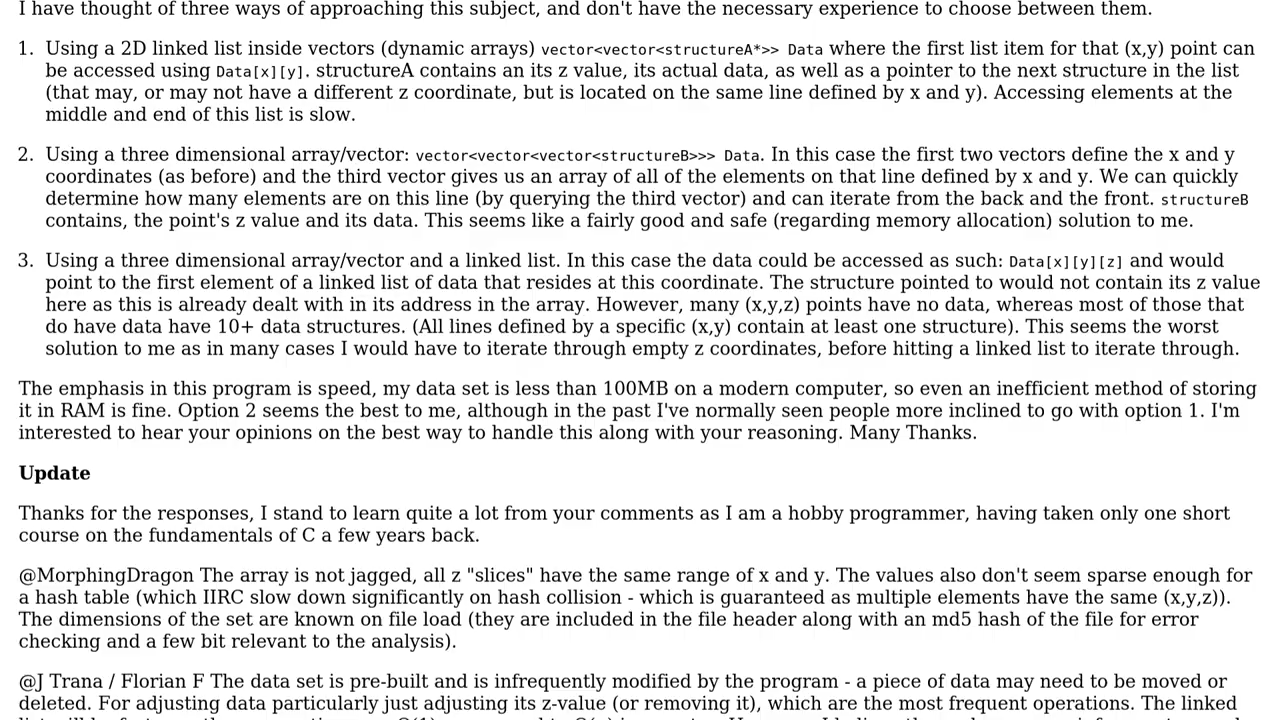 I have thought of three ways of approaching this subject, and don't have the necessary experience to choose between them.
1. Using a 2D linked list inside vectors (dynamic arrays) vector<vector<structureA*>> Data where the first list item for that (x,y) point can
be accessed using Data[x][y]. structureA contains an its z value, its actual data, as well as a pointer to the next structure in the list
(that may, or may not have a different z coordinate, but is located on the same line defined by x and y). Accessing elements at the
middle and end of this list is slow.
2. Using a three dimensional array/vector: vector<vector<vector<structureB>>> Data. In this case the first two vectors define the x and y
coordinates (as before) and the third vector gives us an array of all of the elements on that line defined by x and y. We can quickly
determine how many elements are on this line (by querying the third vector) and can iterate from the back and the front. structureB
contains, the point's z value and its data. This seems like a fairly good and safe (regarding memory allocation) solution to me.
3. Using a three dimensional array/vector and a linked list. In this case the data could be accessed as such: Data[x][y][z] and would
point to the first element of a linked list of data that resides at this coordinate. The structure pointed to would not contain its z value
here as this is already dealt with in its address in the array. However, many (x,y,z) points have no data, whereas most of those that
do have data have 10+ data structures. (All lines defined by a specific (x,y) contain at least one structure). This seems the worst
solution to me as in many cases I would have to iterate through empty z coordinates, before hitting a linked list to iterate through.
The emphasis in this program is speed, my data set is less than 100MB on a modern computer, so even an inefficient method of storing
it in RAM is fine. Option 2 seems the best to me, although in the past I've normally seen people more inclined to go with option 1. I'm
interested to hear your opinions on the best way to handle this along with your reasoning. Many Thanks.
Update
Thanks for the responses, I stand to learn quite a lot from your comments as I am a hobby programmer, having taken only one short
course on the fundamentals of C a few years back.
@MorphingDragon The array is not jagged, all z "slices" have the same range of x and y. The values also don't seem sparse enough for
a hash table (which IIRC slow down significantly on hash collision - which is guaranteed as multiple elements have the same (x,y,z)).
The dimensions of the set are known on file load (they are included in the file header along with an md5 hash of the file for error
checking and a few bit relevant to the analysis).
@J Trana / Florian F The data set is pre-built and is infrequently modified by the program - a piece of data may need to be moved or
deleted. For adjusting data particularly just adjusting its z-value (or removing it), which are the most frequent operations. The linked